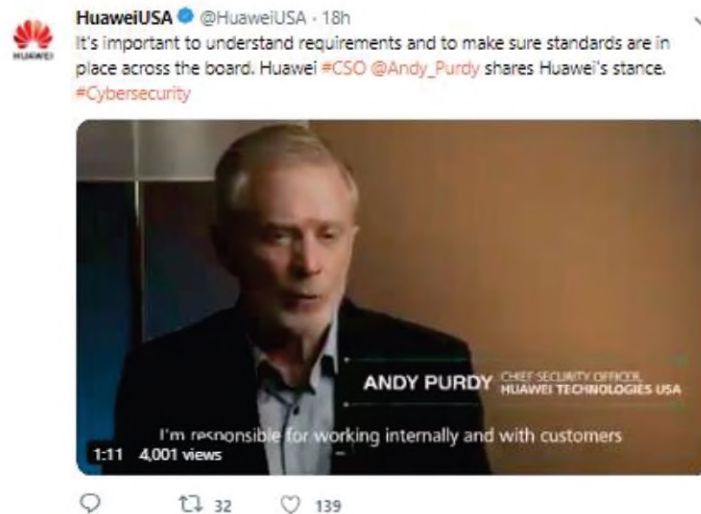 HuaweiUSA @HuaweiUSA · 18h
It's important to understand requirements and to make sure standards are in
place across the board. Huawei #CSO @Andy_Purdy shares Huawei's stance.
#Cybersecurity
HUAWEI
ANDY PURDY CHIEF SECURITY OFFICER,
HUAWEI TECHNOLOGIES USA
I'm responsible for working internally and with customers
1:11 4,001 views
32 139